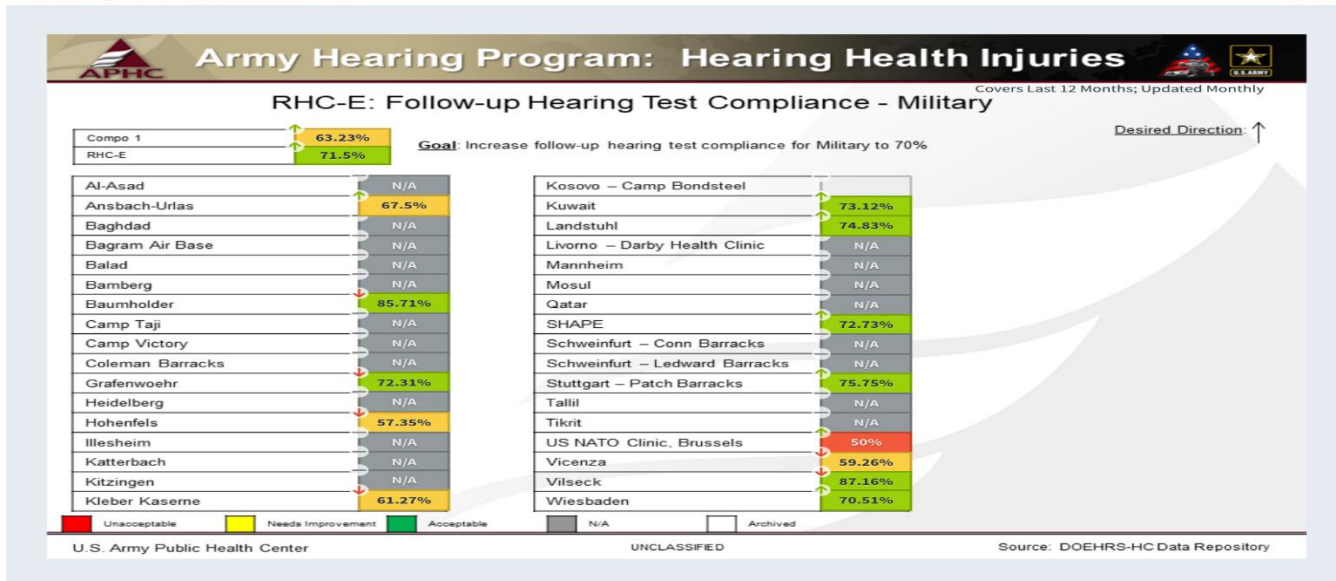 APHC
Army Hearing Program: Hearing Health Injuries
U.S.ARMY
Covers Last 12 Months; Updated Monthly
RHC-E: Follow-up Hearing Test Compliance - Military
Desired Direction: ↑
Compo 1 63.23%
RHC-E 71.5%
Goal: Increase follow-up hearing test compliance for Military to 70%
Al-Asad N/A
Ansbach-Urlas 67.5%
Baghdad N/A
Bagram Air Base N/A
Balad N/A
Bamberg N/A
Baumholder 85.71%
Camp Taji N/A
Camp Victory N/A
Coleman Barracks N/A
Grafenwoehr 72.31%
Heidelberg N/A
Hohenfels 57.35%
Illesheim N/A
Katterbach N/A
Kitzingen N/A
Kleber Kaserne 61.27%
Kosovo – Camp Bondsteel
Kuwait 73.12%
Landstuhl 74.83%
Livorno – Darby Health Clinic N/A
Mannheim N/A
Mosul N/A
Qatar N/A
SHAPE 72.73%
Schweinfurt – Conn Barracks N/A
Schweinfurt – Ledward Barracks N/A
Stuttgart – Patch Barracks 75.75%
Tallil N/A
Tikrit N/A
US NATO Clinic, Brussels 50%
Vicenza 59.26%
Vilseck 87.16%
Wiesbaden 70.51%
Unacceptable Needs Improvement Acceptable N/A Archived
U.S. Army Public Health Center UNCLASSIFIED Source: DOEHRS-HC Data Repository